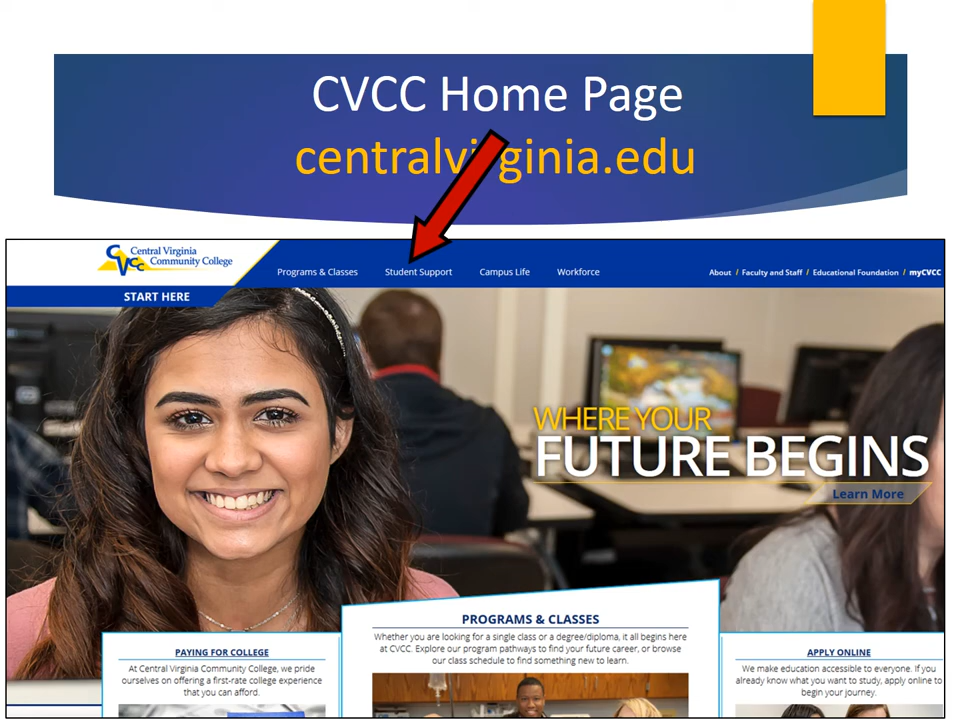 CVCC Home Page
centralvirginia.edu
CVCC
Central Virginia
Community College
Programs & Classes
Student Support
Campus Life
Workforce
About / Faculty and Staff / Educational Foundation / myCVCC
START HERE
WHERE YOUR
FUTURE BEGINS
Learn More
PAYING FOR COLLEGE
At Central Virginia Community College, we pride
ourselves on offering a first-rate college experience
that you can afford.
PROGRAMS & CLASSES
Whether you are looking for a single class or a degree/diploma, it all begins here
at CVCC. Explore our program pathways to find your future career, or browse
our class schedule to find something new to learn.
APPLY ONLINE
We make education accessible to everyone. If you
already know what you want to study, apply online to
begin your journey.